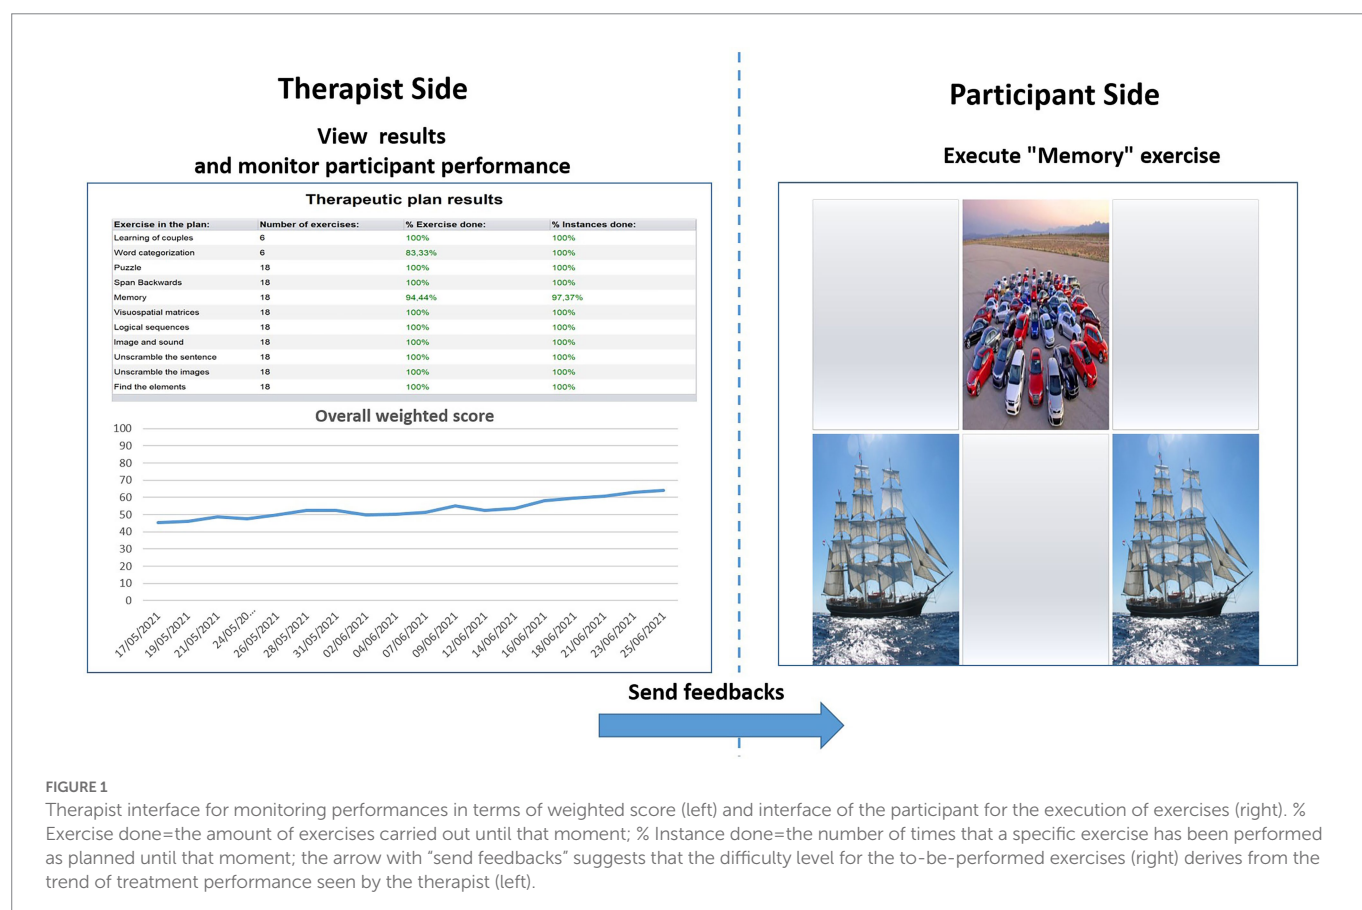 Therapist Side
View results
and monitor participant performance
Therapeutic plan results
Exercise in the plan: Number of exercises: % Exercise done: % Instances done:
Learning of couples 6 100% 100%
Word categorization 6 83,33% 100%
Puzzle 18 100% 100%
Span Backwards 18 100% 100%
Memory 18 94,44% 97,37%
Visuospatial matrices 18 100% 100%
Logical sequences 18 100% 100%
Image and sound 18 100% 100%
Unscramble the sentence 18 100% 100%
Unscramble the images 18 100% 100%
Find the elements 18 100% 100%
Overall weighted score
100
90
80
70
60
50
40
30
20
10
0
17/05/2021
19/05/2021
21/05/2021
24/05/20...
26/05/2021
28/05/2021
31/05/2021
02/06/2021
04/06/2021
07/06/2021
09/06/2021
12/06/2021
14/06/2021
16/06/2021
18/06/2021
21/06/2021
23/06/2021
25/06/2021
Participant Side
Execute "Memory" exercise
Send feedbacks
FIGURE 1
Therapist interface for monitoring performances in terms of weighted score (left) and interface of the participant for the execution of exercises (right). %
Exercise done=the amount of exercises carried out until that moment; % Instance done=the number of times that a specific exercise has been performed
as planned until that moment; the arrow with “send feedbacks” suggests that the difficulty level for the to-be-performed exercises (right) derives from the
trend of treatment performance seen by the therapist (left).